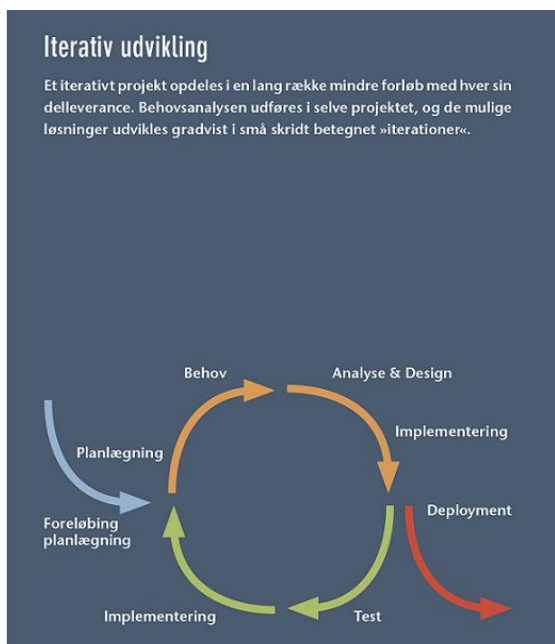 Iterativ udvikling
Et iterativt projekt opdeles i en lang række mindre forløb med hver sin
delleverance. Behovsanalysen udføres i selve projektet, og de mulige
løsninger udvikles gradvist i små skridt betegnet »iterationer«.
Behov
Analyse & Design
Implementering
Planlægning
Deployment
Foreløbing
planlægning
Implementering
Test